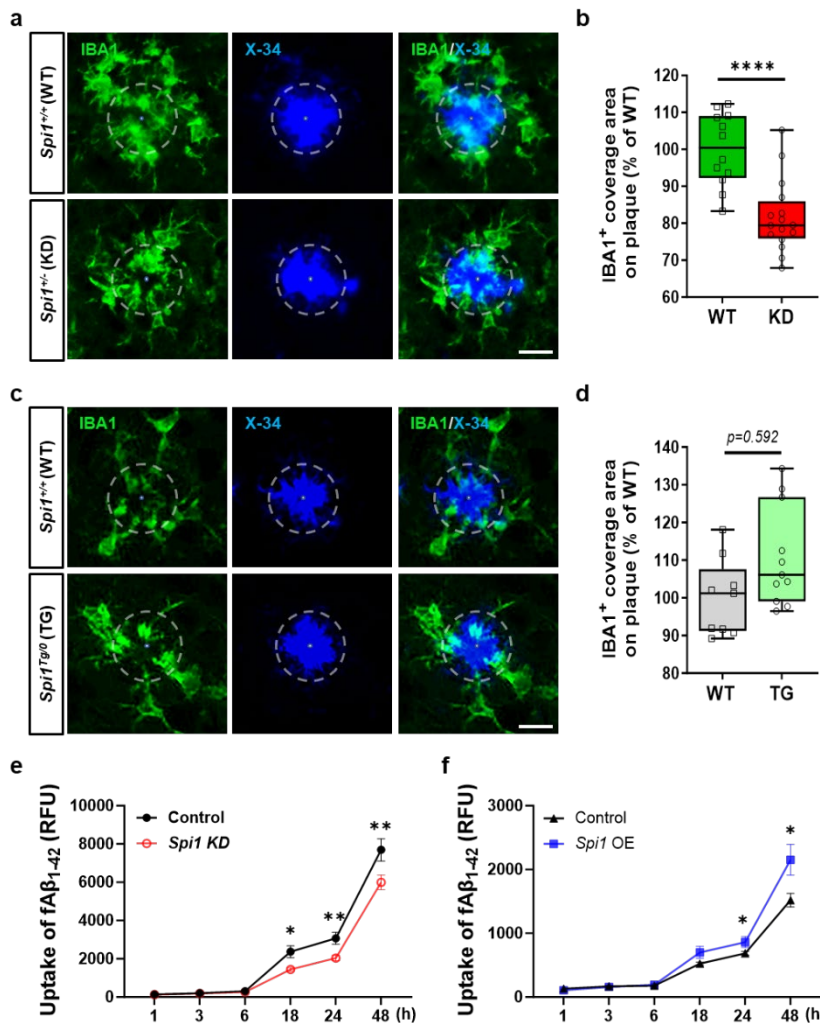 a
IBA1 X-34 IBA1/X-34
Spi1+/+ (WT)
Spi1+/- (KD)
b
****
IBA1+ coverage area
on plaque (% of WT)
120
110
100
90
80
70
60
WT KD
c
IBA1 X-34 IBA1/X-34
Spi1+/+ (WT)
Spi1Tg/0 (TG)
d
p=0.592
IBA1+ coverage area
on plaque (% of WT)
140
130
120
110
100
90
80
WT TG
e
Uptake of fAβ1-42 (RFU)
10000
8000
6000
4000
2000
0
Control
Spi1 KD
* ** **
1 3 6 18 24 48 (h)
f
Uptake of fAβ1-42 (RFU)
3000
2000
1000
0
Control
Spi1 OE
* *
1 3 6 18 24 48 (h)